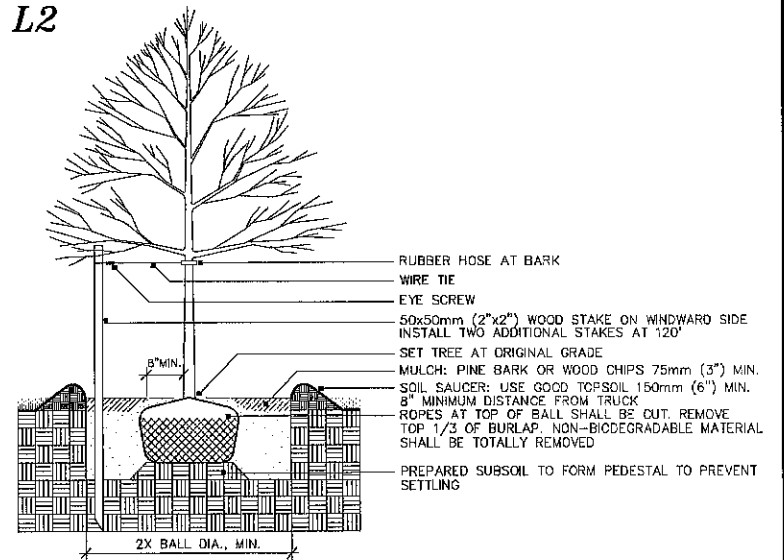 L2
RUBBER HOSE AT BARK
WIRE TIE
EYE SCREW
50x50mm (2"x2") WOOD STAKE ON WINDWARD SIDE
INSTALL TWO ADDITIONAL STAKES AT 120'
8"MIN.
SET TREE AT ORIGINAL GRADE
MULCH: PINE BARK OR WOOD CHIPS 75mm (3") MIN.
SOIL SAUCER: USE GOOD TOPSOIL 150mm (6") MIN.
8" MINIMUM DISTANCE FROM TRUCK
ROPES AT TOP OF BALL SHALL BE CUT. REMOVE
TOP 1/3 OF BURLAP. NON-BIODEGRADABLE MATERIAL
SHALL BE TOTALLY REMOVED
PREPARED SUBSOIL TO FORM PEDESTAL TO PREVENT
SETTLING
2X BALL DIA., MIN.